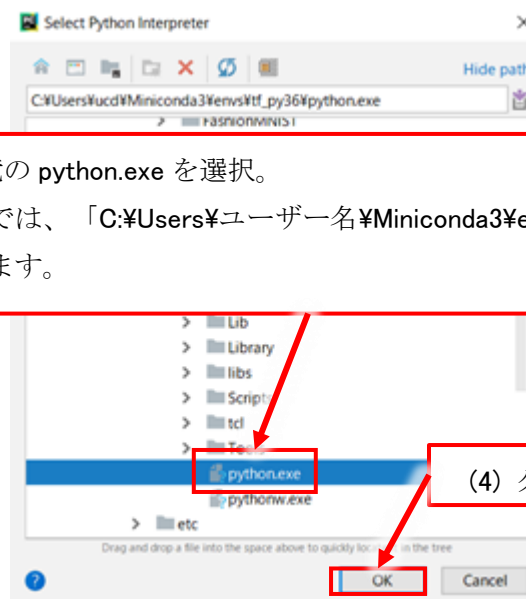 Select Python Interpreter
Hide path
C:¥Users¥ucd¥Miniconda3¥envs¥tf_py36¥python.exe
FashionMNIST
の python.exe を選択。
では、「C:¥Users¥ユーザー名¥Miniconda3¥e
ます。
Lib
Library
libs
Scripts
tcl
Tools
python.exe
(4)
pythonw.exe
etc
Drag and drop a file into the space above to quickly locate it in the tree
?
OK
Cancel